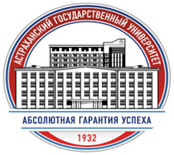 АСТРАХАНСКИЙ ГОСУДАРСТВЕННЫЙ УНИВЕРСИТЕТ
АБСОЛЮТНАЯ ГАРАНТИЯ УСПЕХА
1932